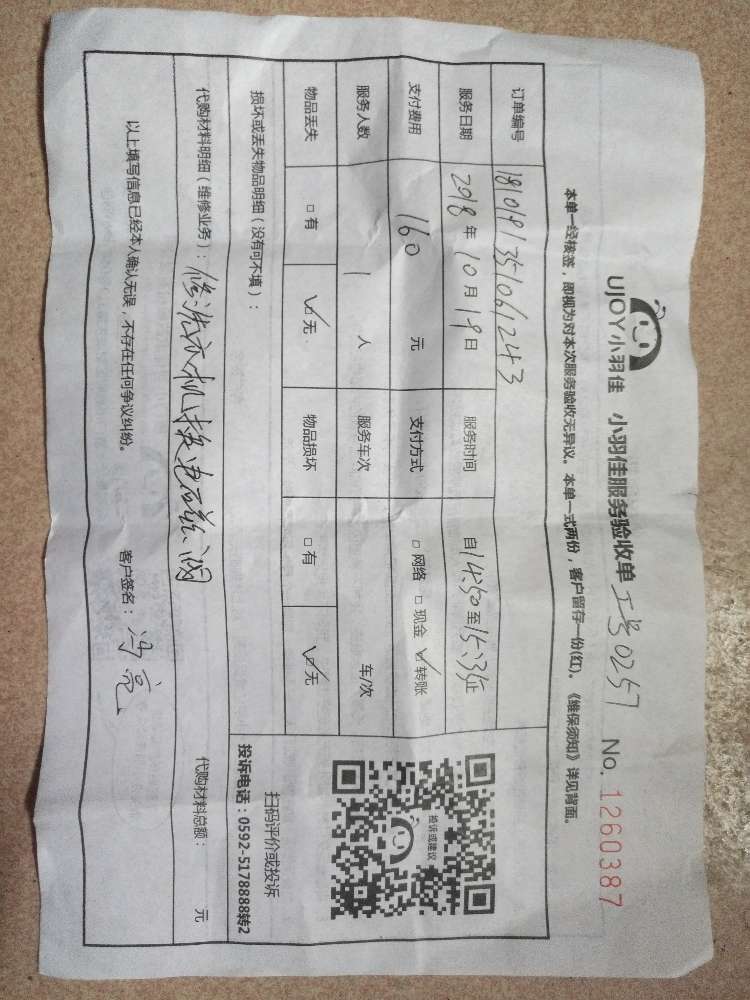 UJOY小羽佳 小羽佳服务验收单 工号0257 No. 1260387
本单一经核签，即视为对本次服务验收无异议。本单一式两份，客户留存一份(红)。《维保须知》详见背面。
订单编号 181019135106121243
服务日期 2018年10月19日 服务时间 自14:50至15:35止
支付费用 160 元 支付方式 □网络 □现金 ☑转账
服务人数 1 人 服务车次 车/次
物品丢失 □有 ☑无 物品损坏 □有 ☑无
投诉或建议
扫码评价或投诉
投诉电话：0592-5178888转2
损坏或丢失物品明细（没有可不填）：
代购材料明细（维修业务）：修洗衣机换电磁阀 代购材料总额： 元
以上填写信息已经本人确认无误，不存在任何争议纠纷。 客户签名：